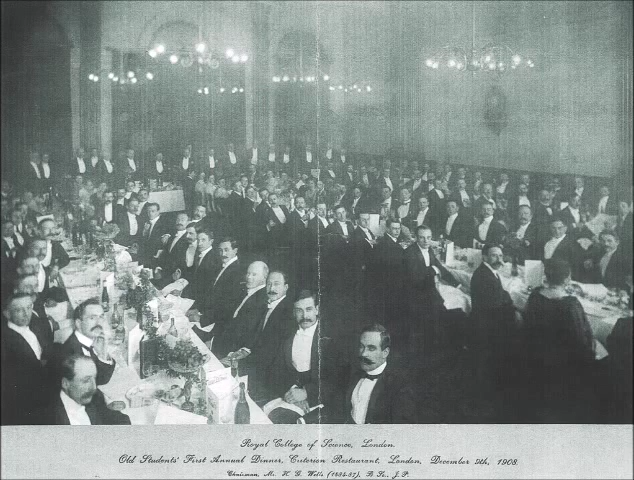 Royal College of Science, London.
Old Students' First Annual Dinner, Criterion Restaurant, London, December 9th, 1908.
Chairman, Mr. H. G. Wells (1884-87), B. Sc., J. P.